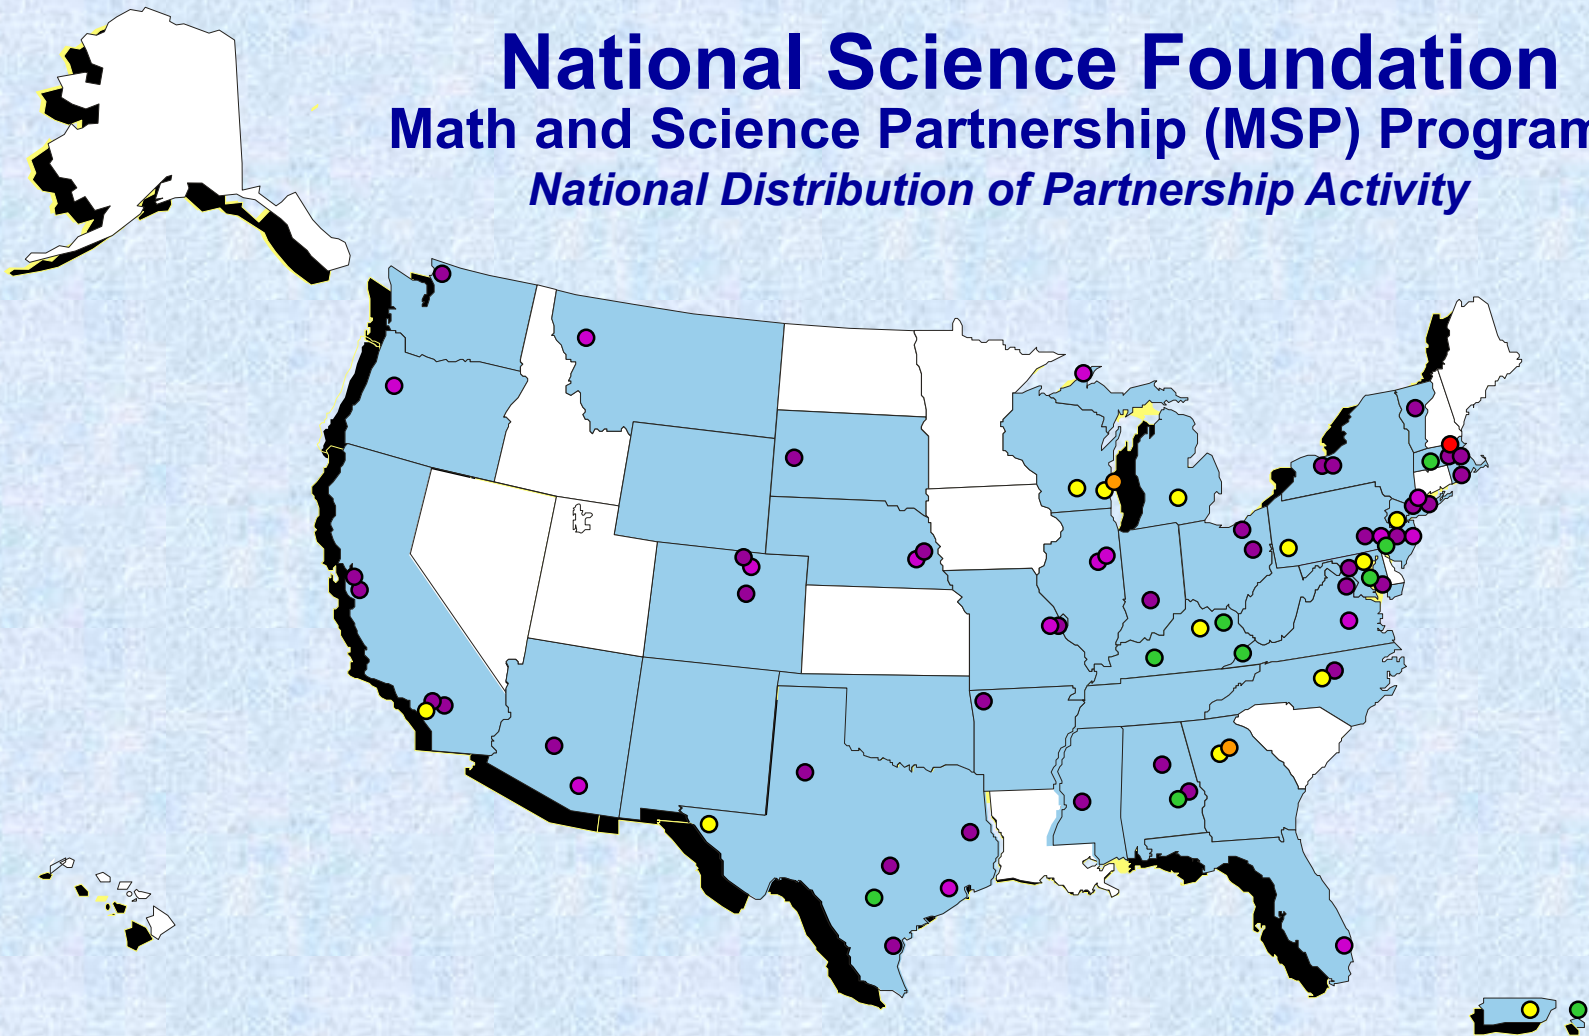 National Science Foundation
Math and Science Partnership (MSP) Program
National Distribution of Partnership Activity